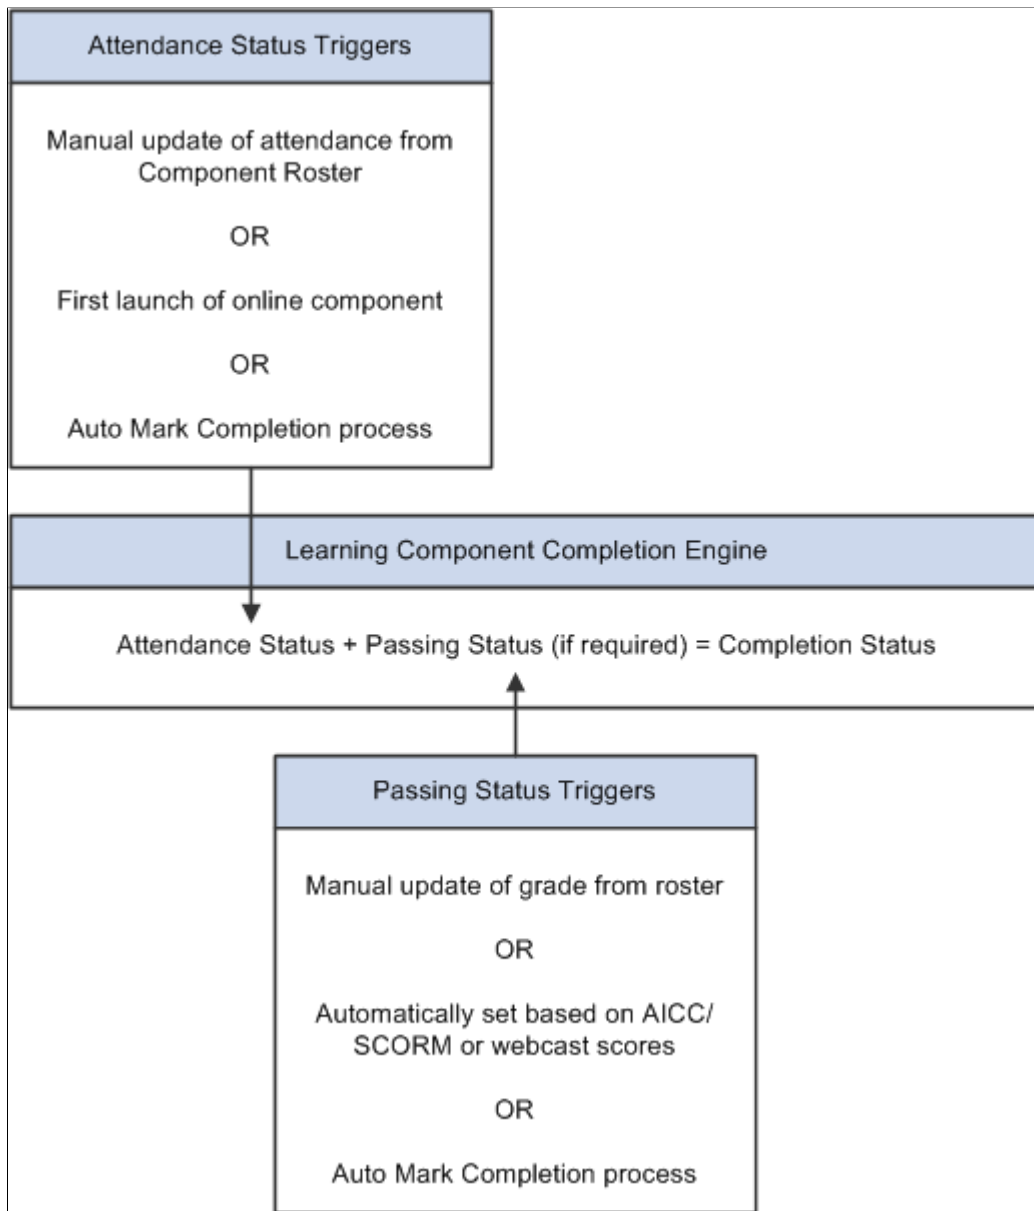 Attendance Status Triggers
Manual update of attendance from
Component Roster
OR
First launch of online component
OR
Auto Mark Completion process
Learning Component Completion Engine
Attendance Status + Passing Status (if required) = Completion Status
Passing Status Triggers
Manual update of grade from roster
OR
Automatically set based on AICC/
SCORM or webcast scores
OR
Auto Mark Completion process